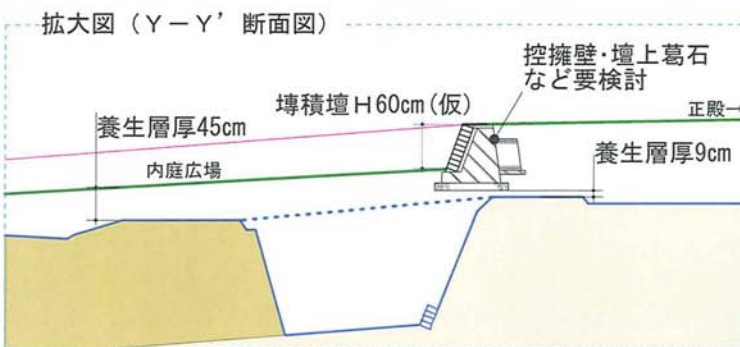 拡大図（Ｙ－Ｙ’断面図）
控擁壁・壇上葛石
など要検討
塼積壇Ｈ60cm(仮)
正殿→
養生層厚45cm
養生層厚9cm
内庭広場